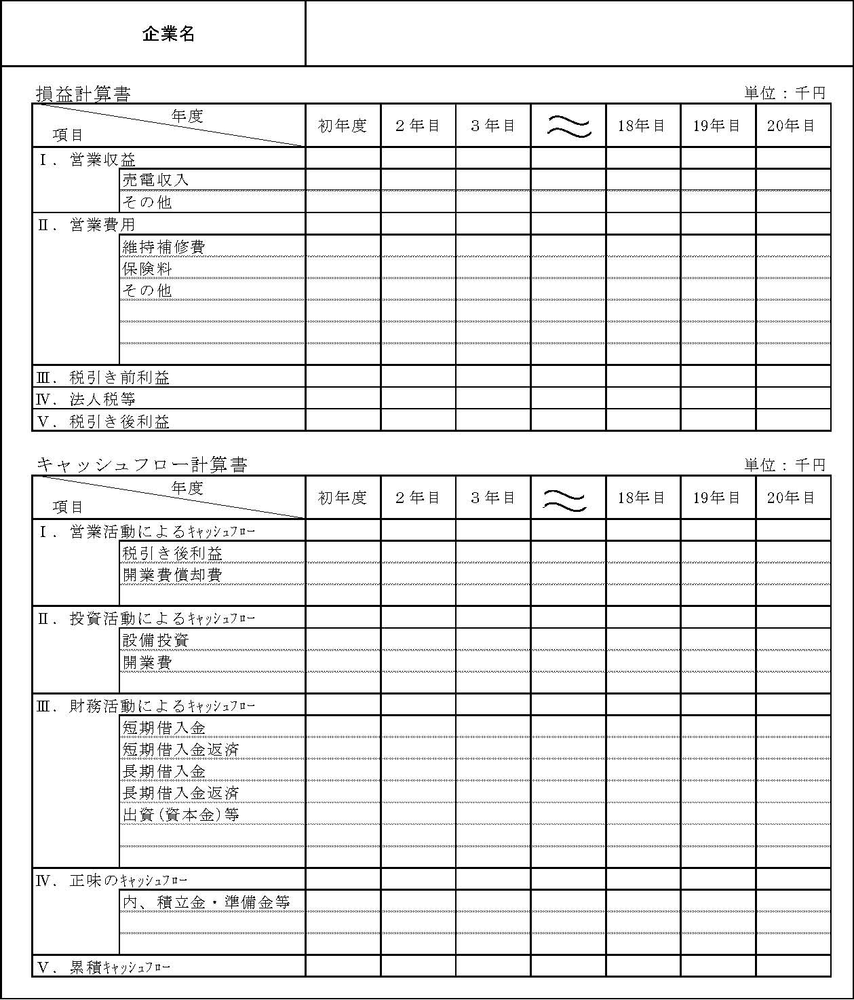 企業名
損益計算書 単位：千円
年度
項目 初年度 ２年目 ３年目 18年目 19年目 20年目
Ⅰ．営業収益
売電収入
その他
Ⅱ．営業費用
維持補修費
保険料
その他
Ⅲ．税引き前利益
Ⅳ．法人税等
Ⅴ．税引き後利益
キャッシュフロー計算書 単位：千円
年度
項目 初年度 ２年目 ３年目 18年目 19年目 20年目
Ⅰ．営業活動によるｷｬｯｼｭﾌﾛｰ
税引き後利益
開業費償却費
Ⅱ．投資活動によるｷｬｯｼｭﾌﾛｰ
設備投資
開業費
Ⅲ．財務活動によるｷｬｯｼｭﾌﾛｰ
短期借入金
短期借入金返済
長期借入金
長期借入金返済
出資(資本金)等
Ⅳ．正味のｷｬｯｼｭﾌﾛｰ
内、積立金・準備金等
Ⅴ．累積ｷｬｯｼｭﾌﾛｰ